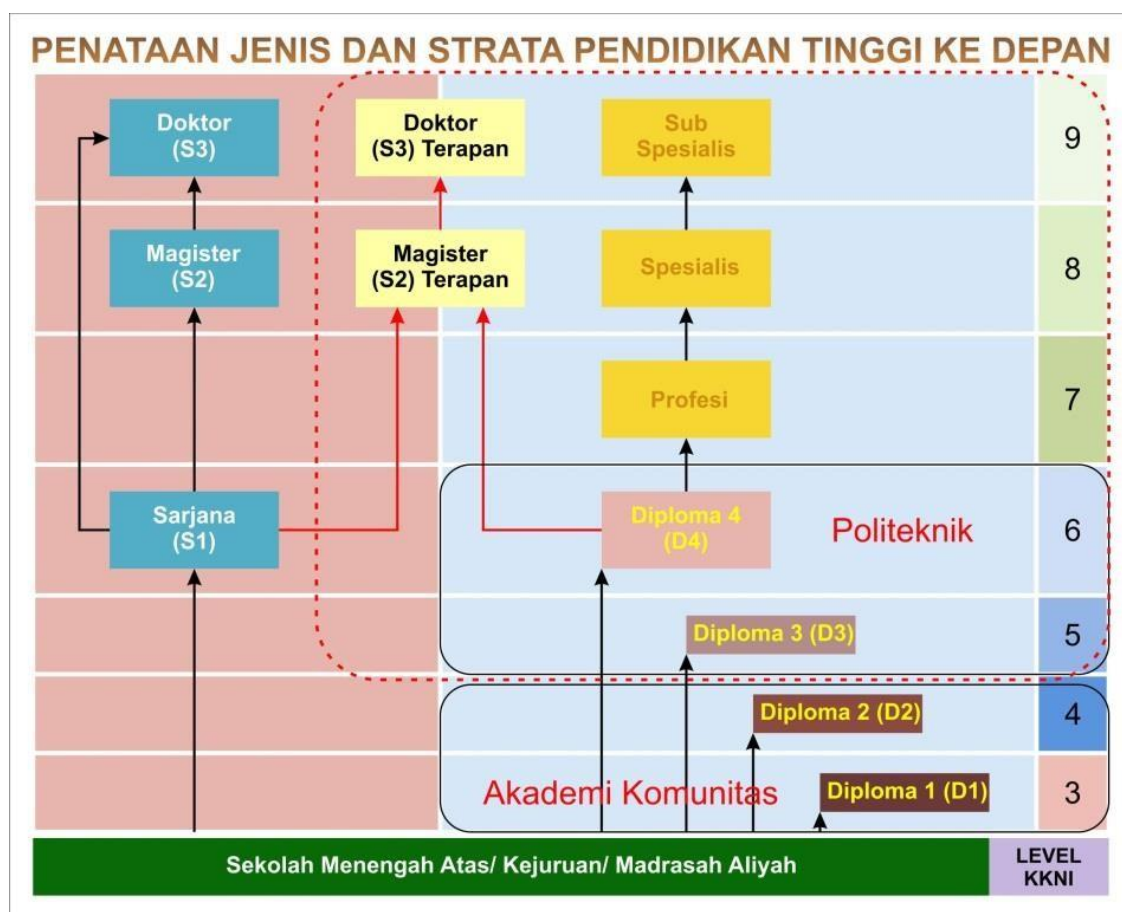 PENATAAN JENIS DAN STRATA PENDIDIKAN TINGGI KE DEPAN
Doktor
(S3)
Doktor
(S3) Terapan
Sub
Spesialis
9
Magister
(S2)
Magister
(S2) Terapan
Spesialis
8
Profesi
7
Sarjana
(S1)
Diploma 4
(D4)
Politeknik
6
Diploma 3 (D3)
5
Diploma 2 (D2)
4
Akademi Komunitas
Diploma 1 (D1)
3
Sekolah Menengah Atas/ Kejuruan/ Madrasah Aliyah
LEVEL
KKNI